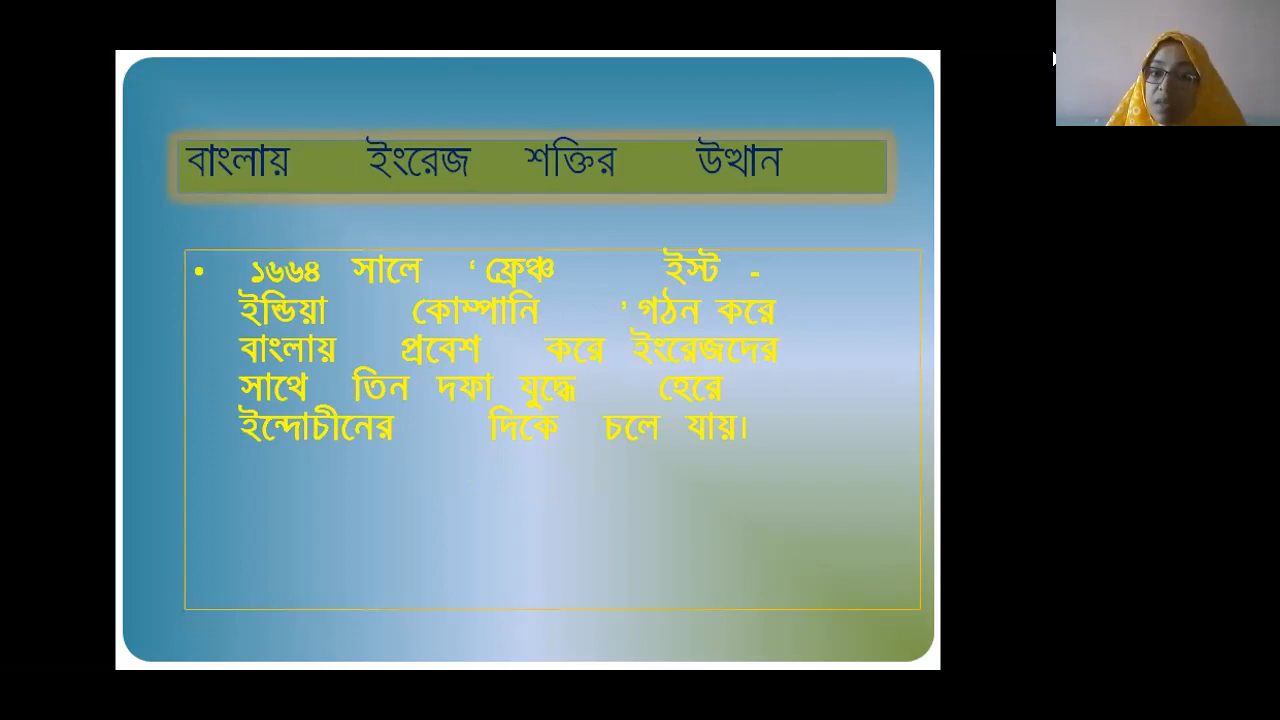 বাংলায় ইংরেজ শক্তির উত্থান
• ১৬৬৪ সালে ‘ ফ্রেঞ্চ ইস্ট -
ইন্ডিয়া কোম্পানি ’ গঠন করে
বাংলায় প্রবেশ করে ইংরেজদের
সাথে তিন দফা যুদ্ধে হেরে
ইন্দোচীনের দিকে চলে যায়।